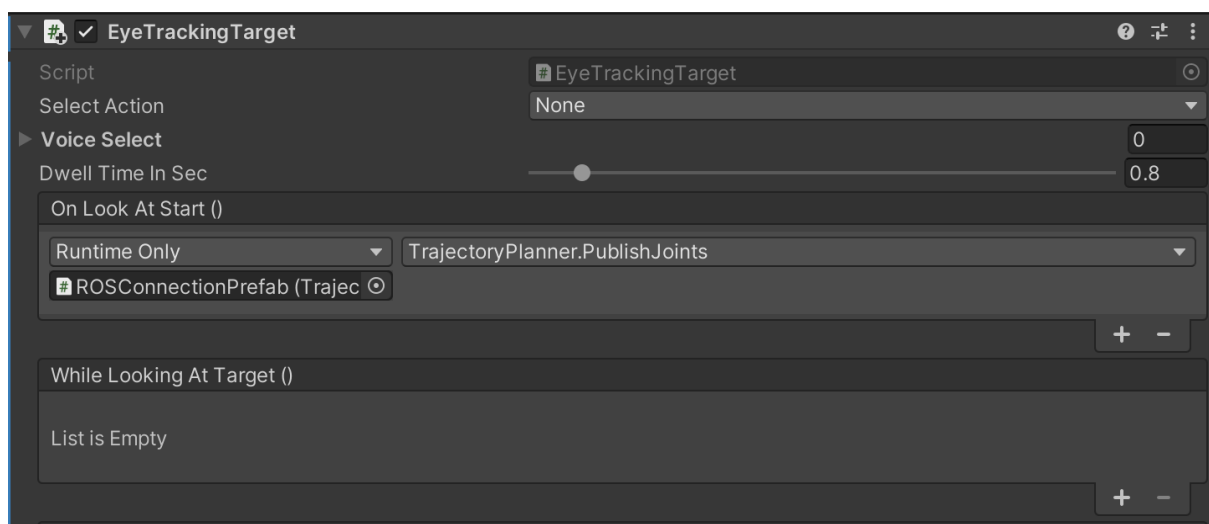 EyeTrackingTarget
Script EyeTrackingTarget
Select Action None
Voice Select 0
Dwell Time In Sec 0.8
On Look At Start ()
Runtime Only TrajectoryPlanner.PublishJoints
ROSConnectionPrefab (Trajec
While Looking At Target ()
List is Empty